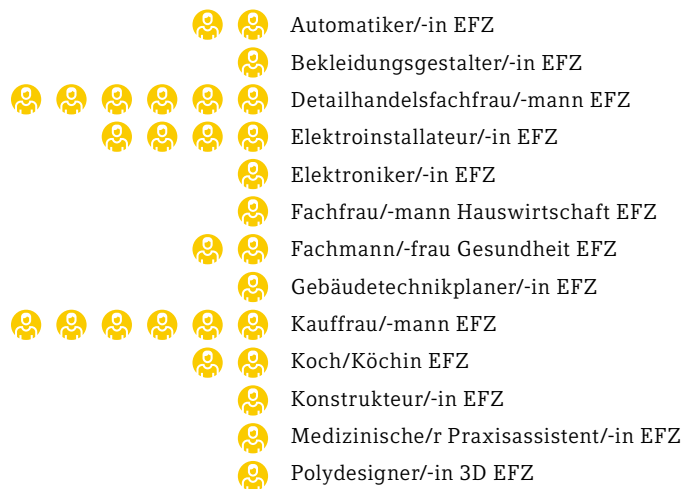 Automatiker/-in EFZ
Bekleidungsgestalter/-in EFZ
Detailhandelsfachfrau/-mann EFZ
Elektroinstallateur/-in EFZ
Elektroniker/-in EFZ
Fachfrau/-mann Hauswirtschaft EFZ
Fachmann/-frau Gesundheit EFZ
Gebäudetechnikplaner/-in EFZ
Kauffrau/-mann EFZ
Koch/Köchin EFZ
Konstrukteur/-in EFZ
Medizinische/r Praxisassistent/-in EFZ
Polydesigner/-in 3D EFZ